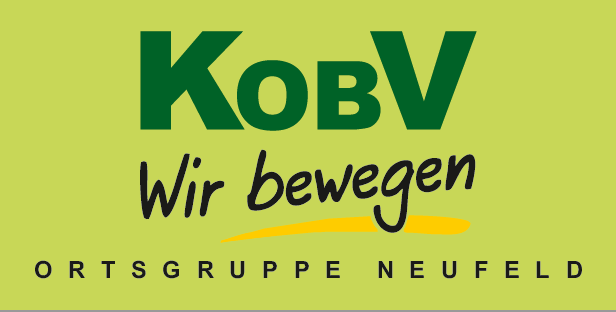 KOBV
Wir bewegen
ORTSGRUPPE NEUFELD